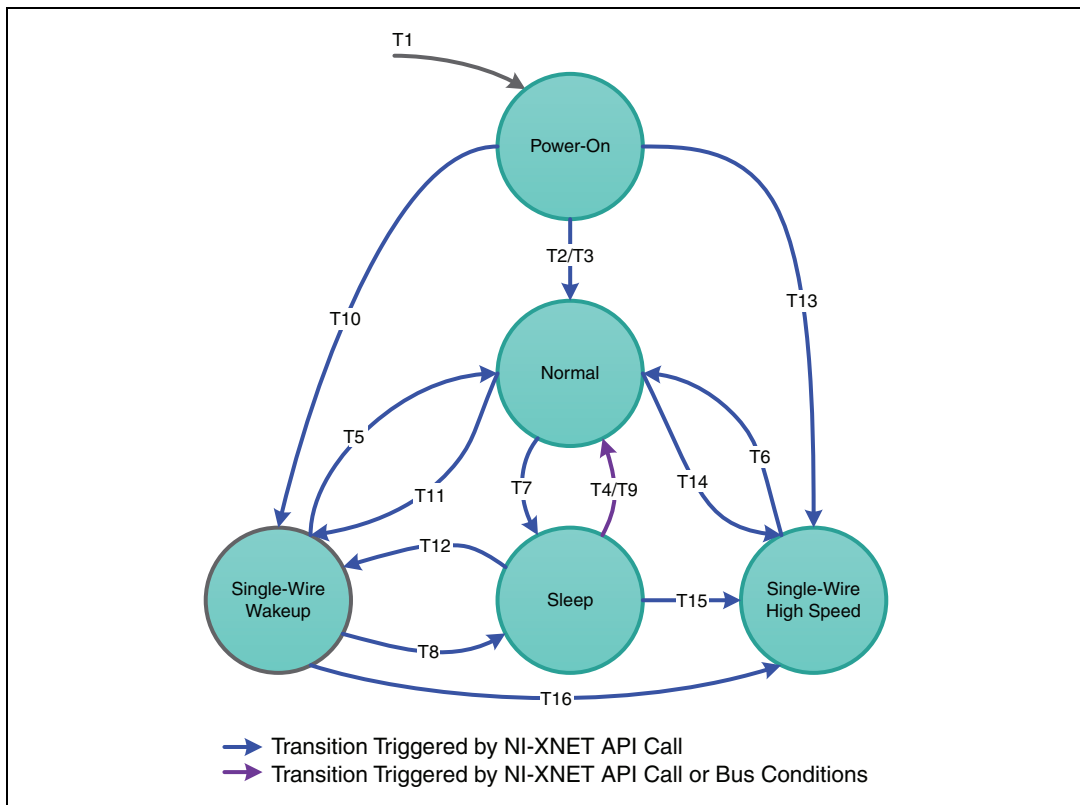 T1
Power-On
T2/T3
T10
T13
Normal
T5
T6
T11
T7
T4/T9
T14
T12
Single-Wire
Wakeup
Sleep
T15
Single-Wire
High Speed
T8
T16
Transition Triggered by NI-XNET API Call
Transition Triggered by NI-XNET API Call or Bus Conditions